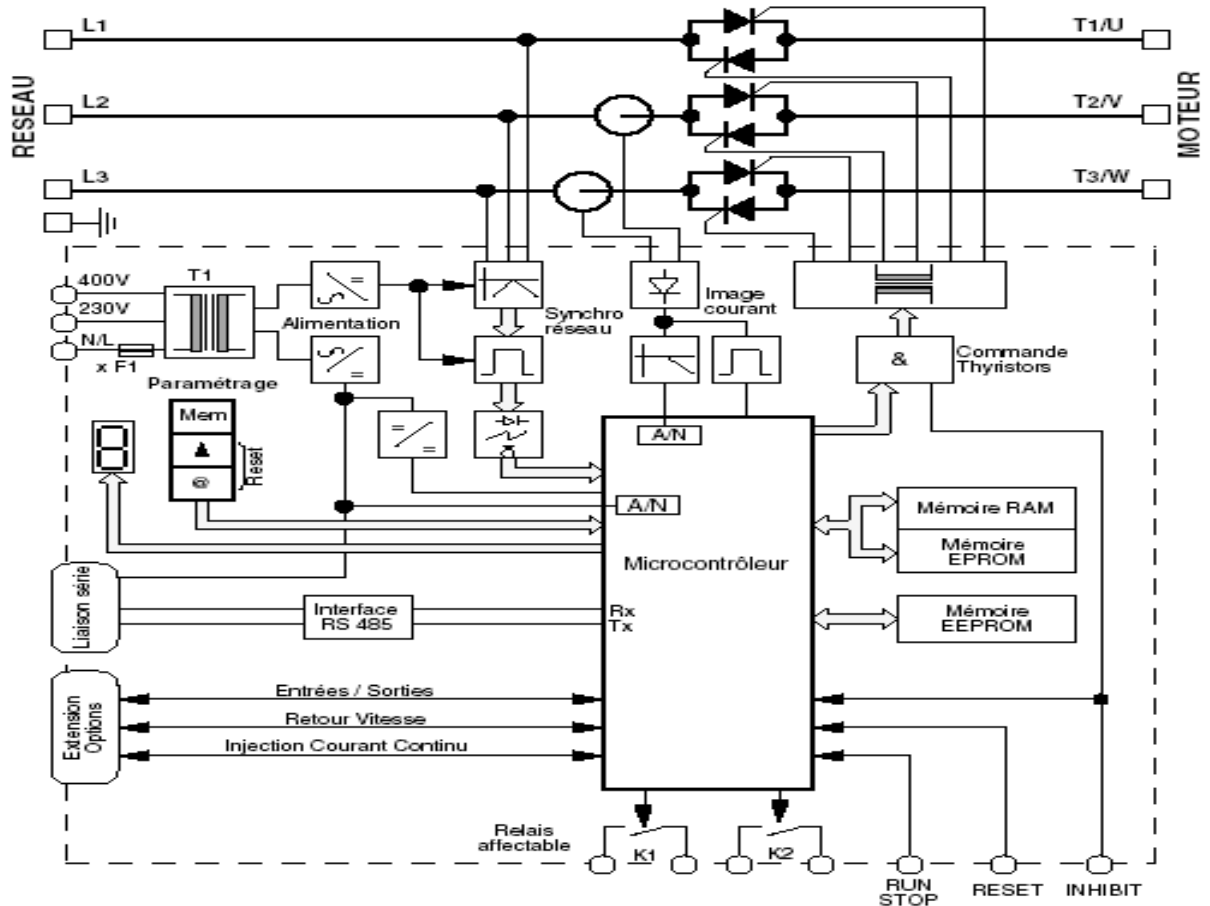 L1
T1/U
RESEAU
L2
T2/V
MOTEUR
L3
T3/W
400V
T1
230V
Alimentation
N/L
x F1
Synchro
réseau
Image
courant
&
Commande
Thyristors
Paramétrage
Mem
@
Reset
A/N
A/N
Microcontrôleur
Mémoire RAM
Mémoire
EPROM
Mémoire
EEPROM
Liaison série
Interface
RS 485
Rx
Tx
Extension
Options
Entrées / Sorties
Retour Vitesse
Injection Courant Continu
Relais
affectable
K1
K2
RUN
STOP
RESET
INHIBIT